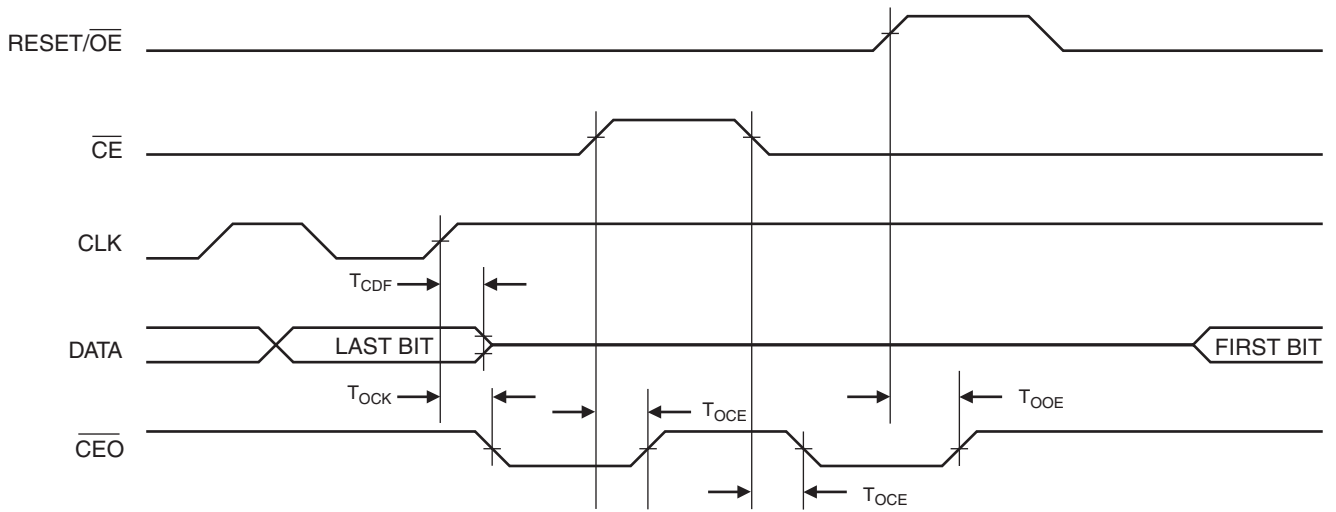 RESET/OE
CE
CLK
TCDF
DATA
LAST BIT
FIRST BIT
TOCK
TOCE
TOOE
CEO
TOCE